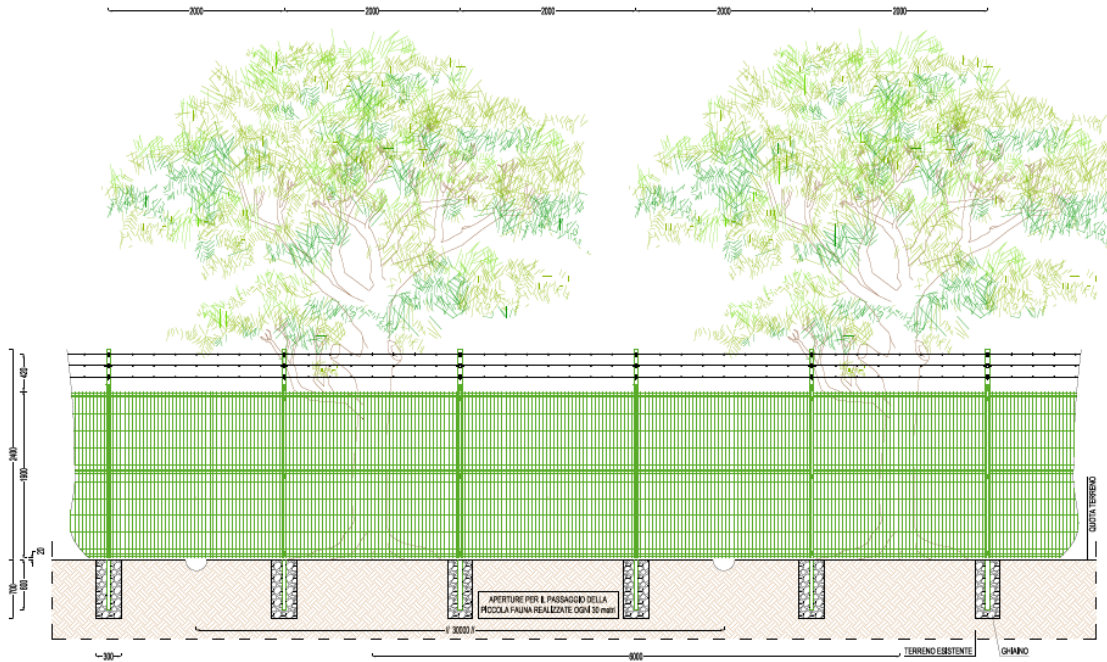 2000
2000
2000
2000
2000
420
2400
1900
20
700
600
QUOTA TERRENO
APERTURE PER IL PASSAGGIO DELLA
PICCOLA FAUNA REALIZZATE OGNI 30 metri
// 30000 //
300
6000
TERRENO ESISTENTE
GHIAINO